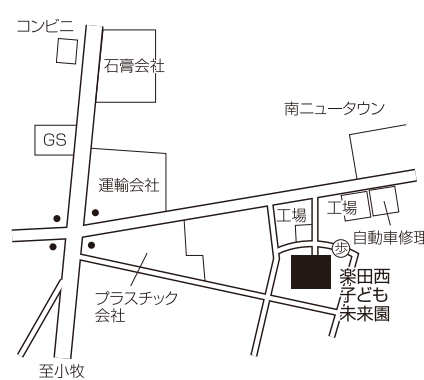 コンビニ
石膏会社
南ニュータウン
GS
運輸会社
工場
工場
自動車修理
歩
楽田西
子ども
未来園
プラスチック
会社
至小牧